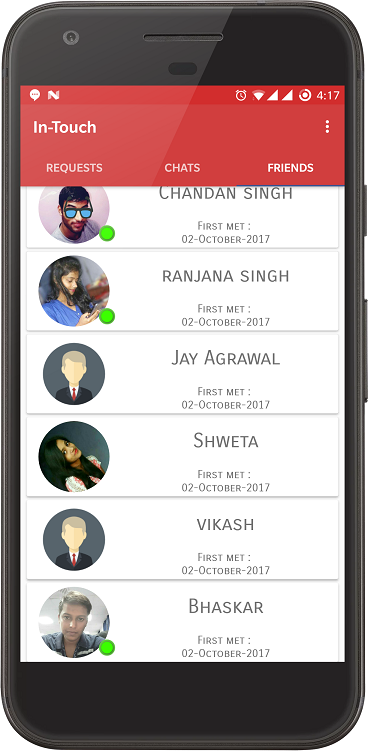 4:17
In-Touch
REQUESTS CHATS FRIENDS
Chandan singh
First met :
02-October-2017
ranjana singh
First met :
02-October-2017
Jay Agrawal
First met :
02-October-2017
Shweta
First met :
02-October-2017
vikash
First met :
02-October-2017
Bhaskar
First met :
02-October-2017